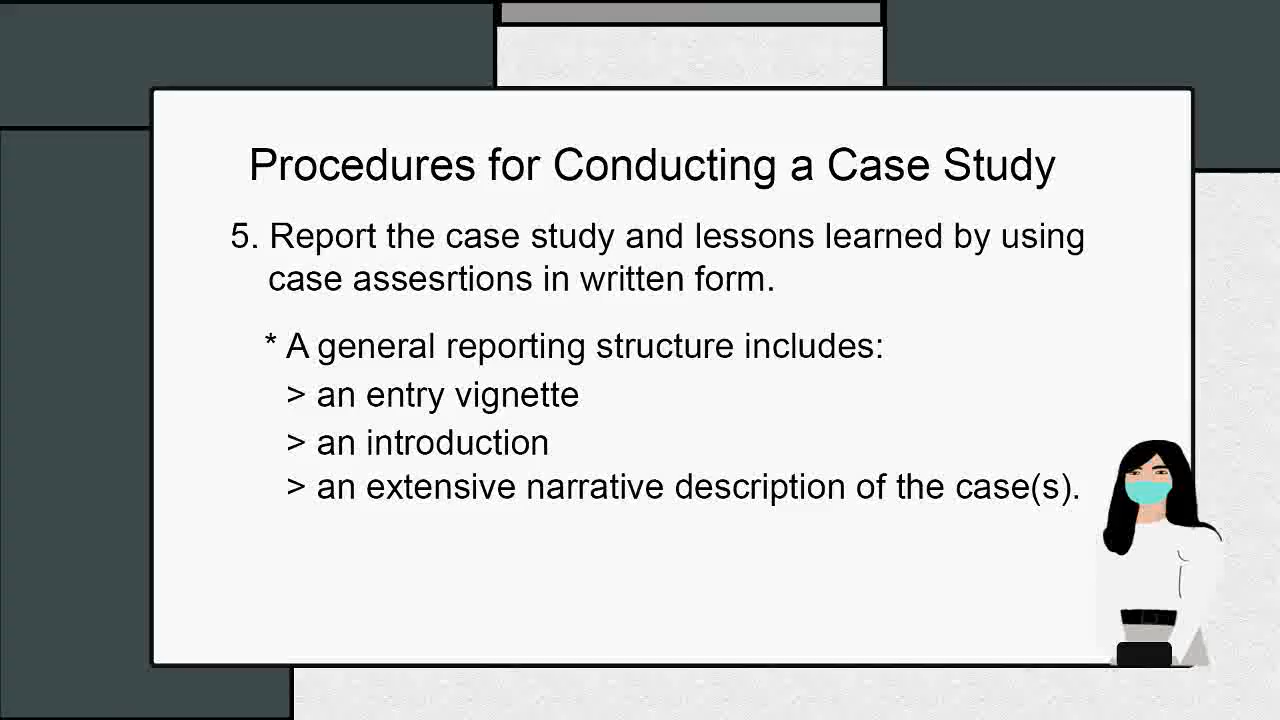 Procedures for Conducting a Case Study
5. Report the case study and lessons learned by using
case assesrtions in written form.
* A general reporting structure includes:
> an entry vignette
> an introduction
> an extensive narrative description of the case(s).